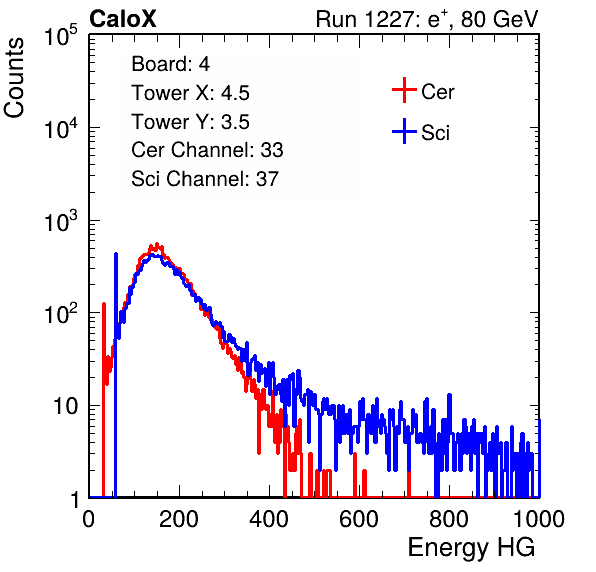 CaloX Run 1227: e⁺, 80 GeV
Counts
10⁵
10⁴
10³
10²
10
1
Board: 4
Tower X: 4.5
Tower Y: 3.5
Cer Channel: 33
Sci Channel: 37
Cer
Sci
0 200 400 600 800 1000
Energy HG